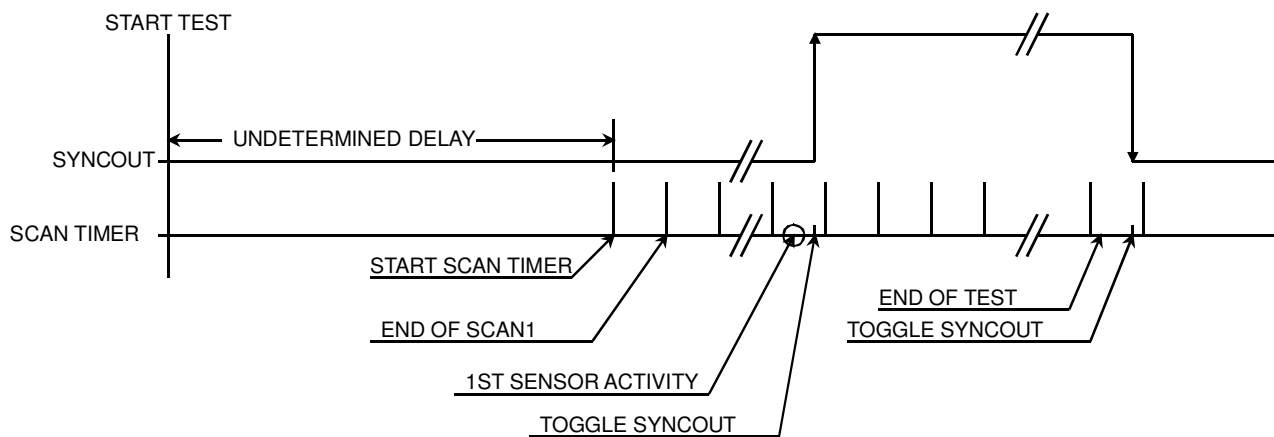 START TEST
UNDETERMINED DELAY
SYNCOUT
SCAN TIMER
START SCAN TIMER
END OF TEST
END OF SCAN1
TOGGLE SYNCOUT
1ST SENSOR ACTIVITY
TOGGLE SYNCOUT